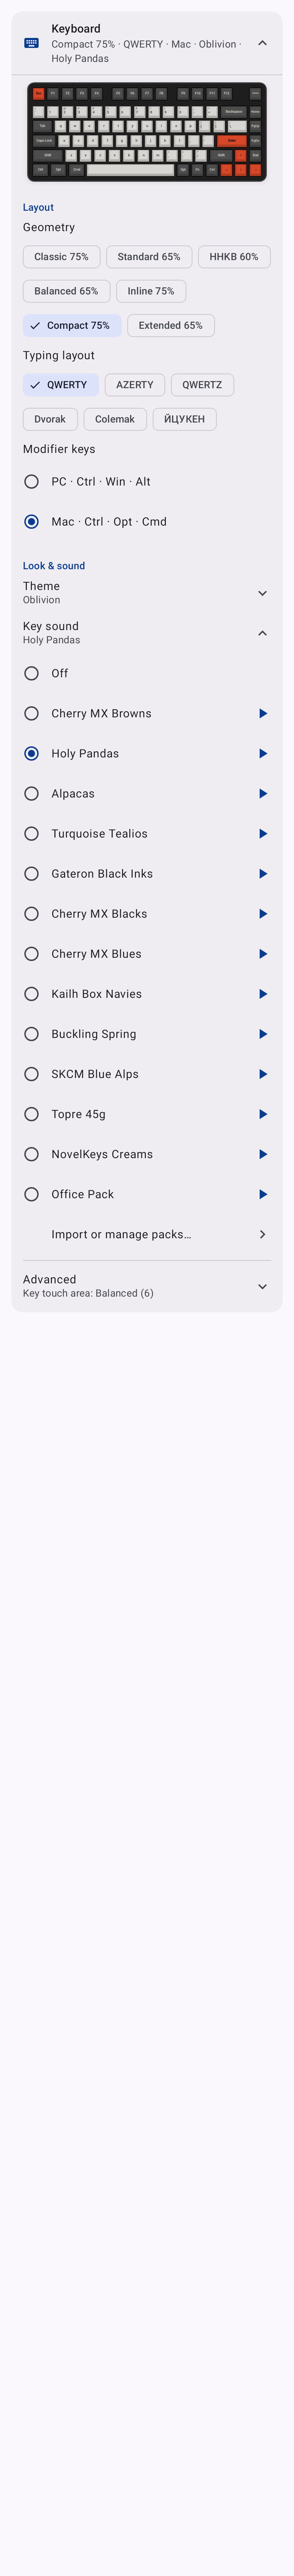 Keyboard
Compact 75% · QWERTY · Mac · Oblivion ·
Holy Pandas
Layout
Geometry
Classic 75%
Standard 65%
HHKB 60%
Balanced 65%
Inline 75%
Compact 75%
Extended 65%
Typing layout
QWERTY
AZERTY
QWERTZ
Dvorak
Colemak
ЙЦУКЕН
Modifier keys
PC · Ctrl · Win · Alt
Mac · Ctrl · Opt · Cmd
Look & sound
Theme
Oblivion
Key sound
Holy Pandas
Off
Cherry MX Browns
Holy Pandas
Alpacas
Turquoise Tealios
Gateron Black Inks
Cherry MX Blacks
Cherry MX Blues
Kailh Box Navies
Buckling Spring
SKCM Blue Alps
Topre 45g
NovelKeys Creams
Office Pack
Import or manage packs…
Advanced
Key touch area: Balanced (6)